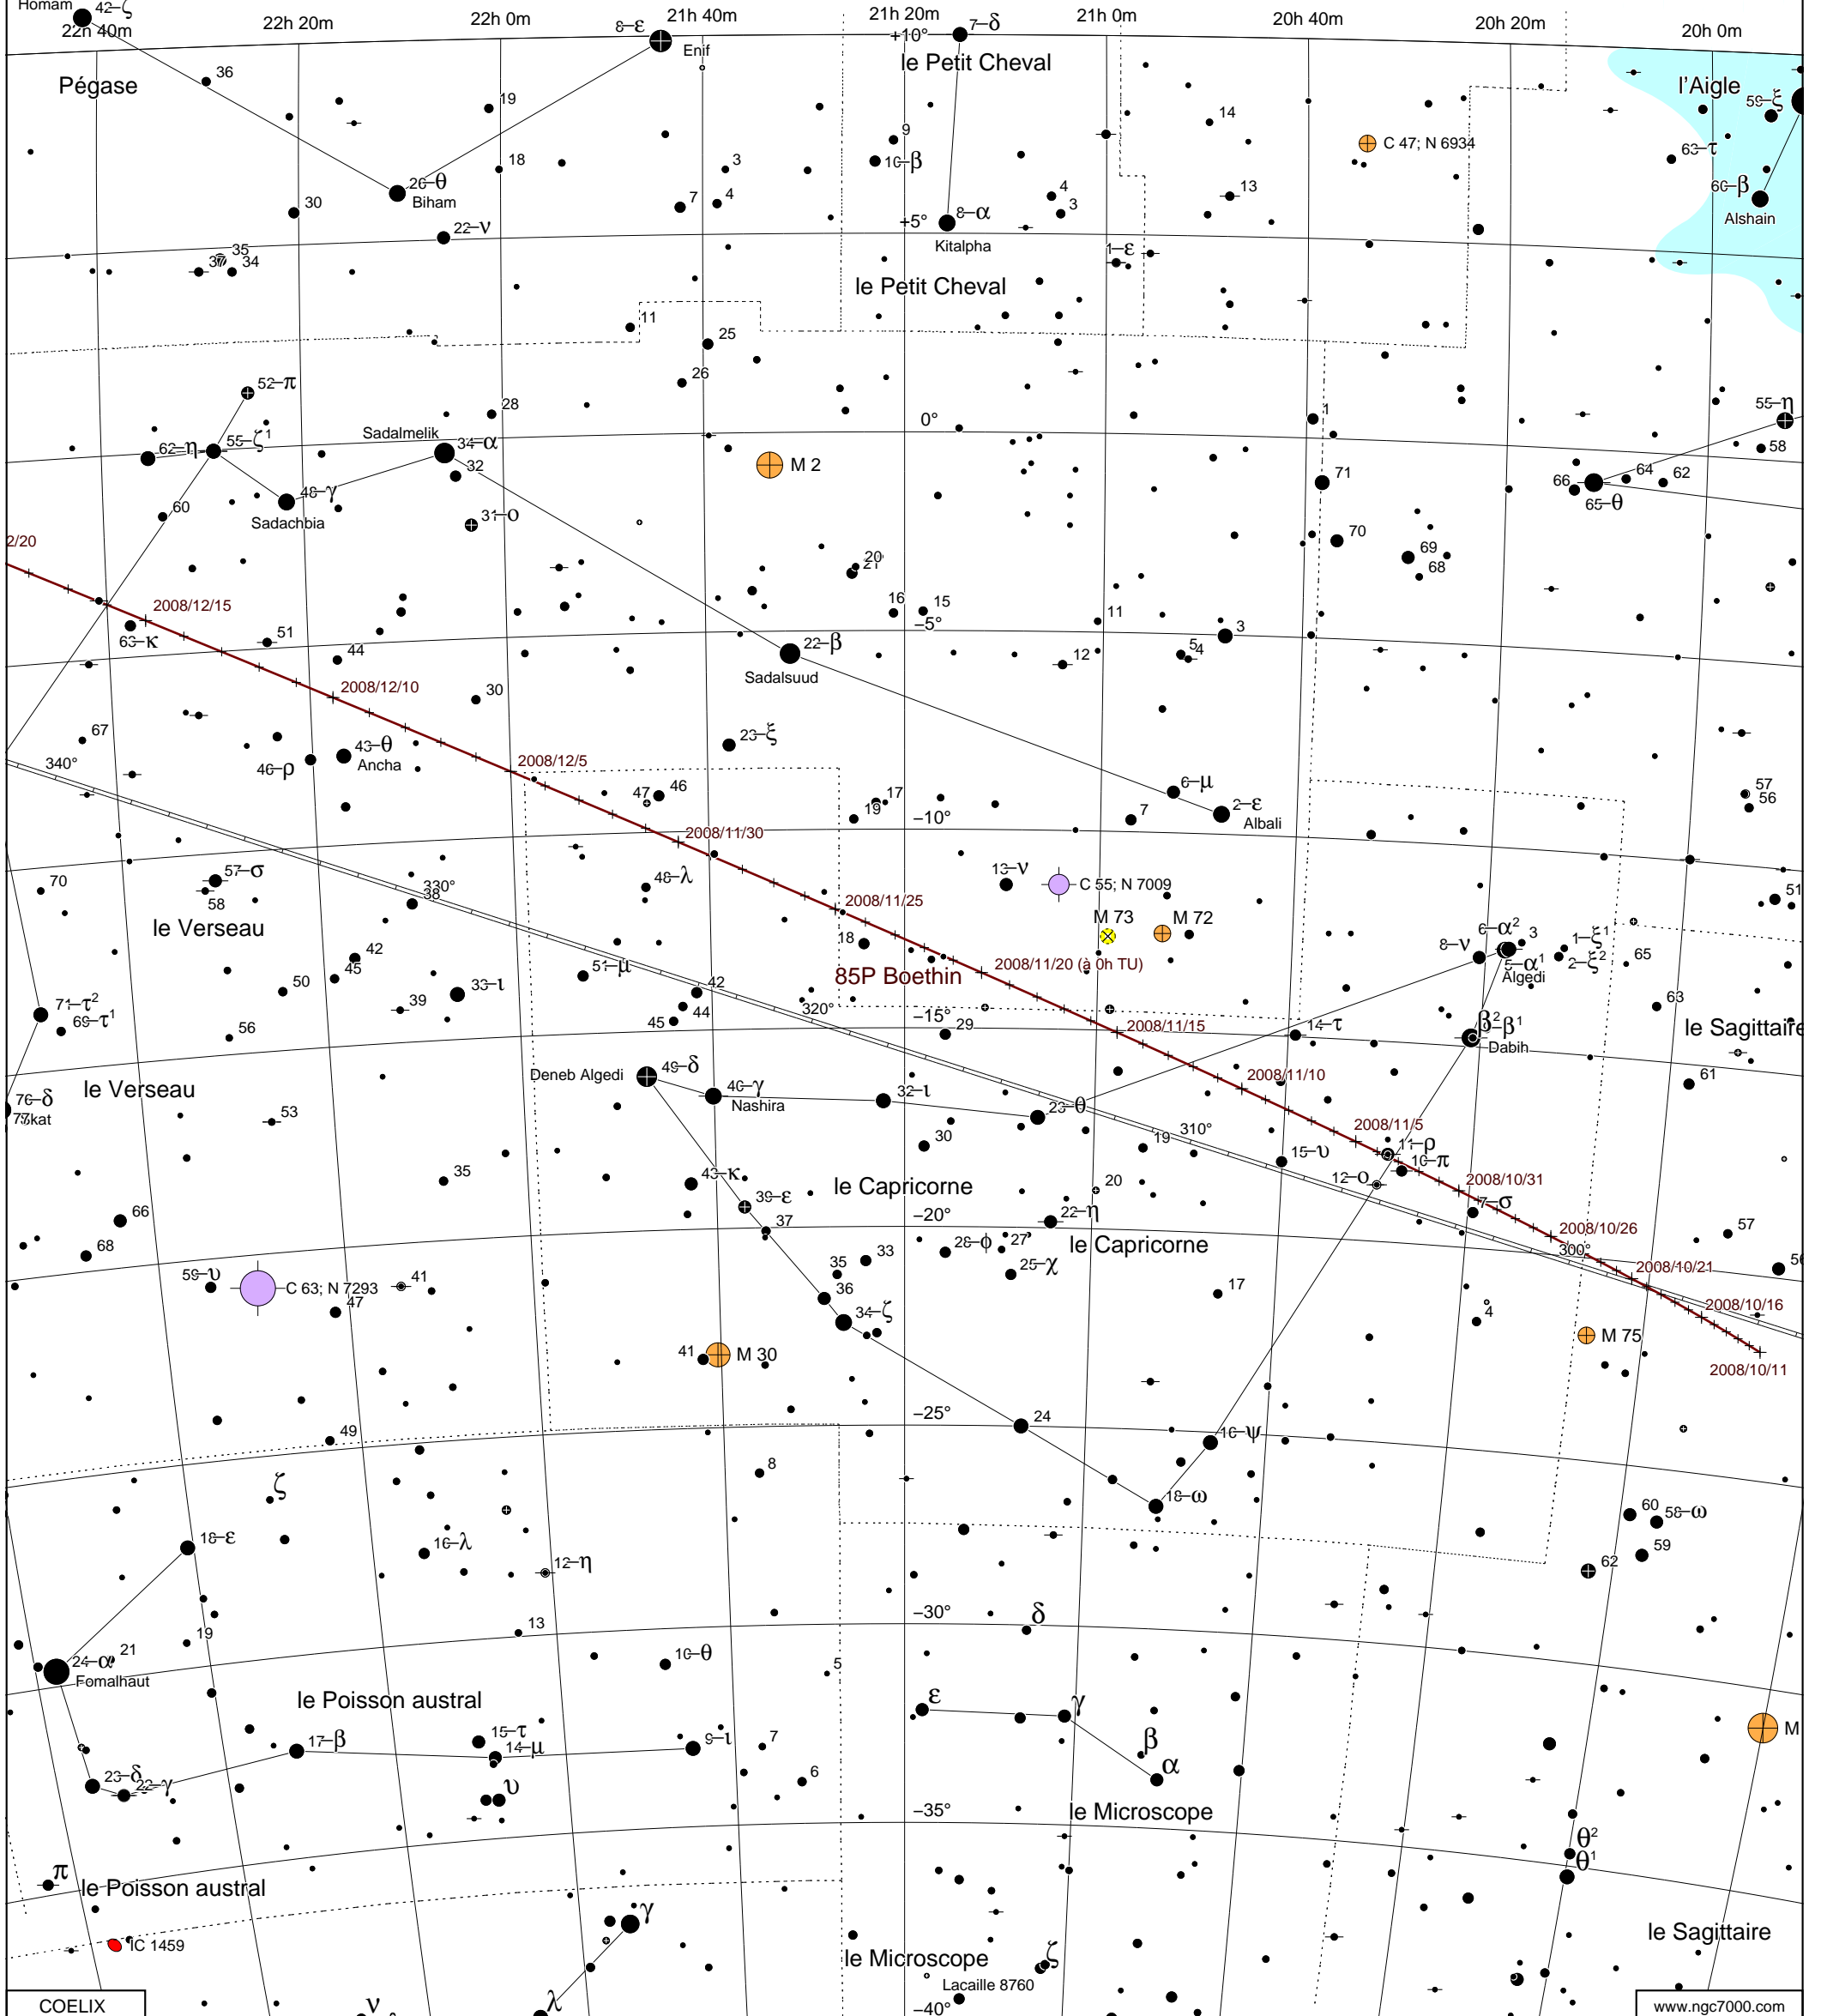 Homam 42-ζ
22h 40m 22h 20m 22h 0m 21h 40m 21h 20m 21h 0m 20h 40m 20h 20m 20h 0m
8-ε Enif
+10°
7-δ
le Petit Cheval
Pégase
l'Aigle
36
19
14
59-ξ
9
C 47; N 6934
63-τ
18
3
10-β
26-θ
Biham
30
7
4
4
3
13
60-β
Alshain
22-ν
+5°
8-α
Kitalpha
35
37 34
1-ε
le Petit Cheval
11
25
26
52-π
28
0°
1
55-η
Sadalmelik
34-α
62-η 55-ζ1
32
M 2
58
71
66 64 62
65-θ
48-γ
Sadachbia
60
31-ο
70
2/20
20
21
69
68
2008/12/15
16 15
11
63-κ
51
–5°
3
44
22-β
Sadalsuud
12
5
4
2008/12/10
30
67
43-θ
Ancha
46-ρ
23-ξ
340°
2008/12/5
47 46
17
19
6-μ
7
2-ε
Albali
57
56
–10°
2008/11/30
70
57-σ
58
330°
38
48-λ
13-ν
C 55; N 7009
51
le Verseau
2008/11/25
M 73
M 72
18
6-α2
3
1-ξ1
8-ν
5-α1
2-ξ2
65
Algedi
42
45
50
33-ι
51-μ
85P Boethin
2008/11/20 (à 0h TU)
71-τ2
69-τ1
39
42
44
45
320°
–15°
63
56
29
2008/11/15
14-τ
β2
9-β1
Dabih
le Sagittaire
le Verseau
Deneb Algedi
49-δ
40-γ
Nashira
32-ι
2008/11/10
61
76-δ
Skat
53
23-θ
310°
2008/11/5
30
19
15-υ
11-ρ
10-π
12-ο
35
43-κ
39-ε
le Capricorne
20
2008/10/31
7-σ
66
37
–20°
22-η
2008/10/26
57
68
28-φ
27
le Capricorne
300°
59-υ
C 63; N 7293
41
47
35 33
36
25-χ
17
2008/10/21
56
34-ζ
4
2008/10/16
41
M 30
M 75
2008/10/11
49
–25°
24
16-ψ
8
ζ
18-ω
60
58-ω
18-ε
16-λ
12-η
59
62
–30°
δ
13
19
21
24-α
Fomalhaut
10-θ
5
le Poisson austral
ε
γ
17-β
15-τ
14-μ
9-ι
7
β
α
M
23-δ
22-γ
υ
6
–35°
le Microscope
θ2
θ1
π
le Poisson austral
γ
le Sagittaire
IC 1459
le Microscope
ζ
Lacaille 8760
–40°
COELIX
ν
λ
www.ngc7000.com